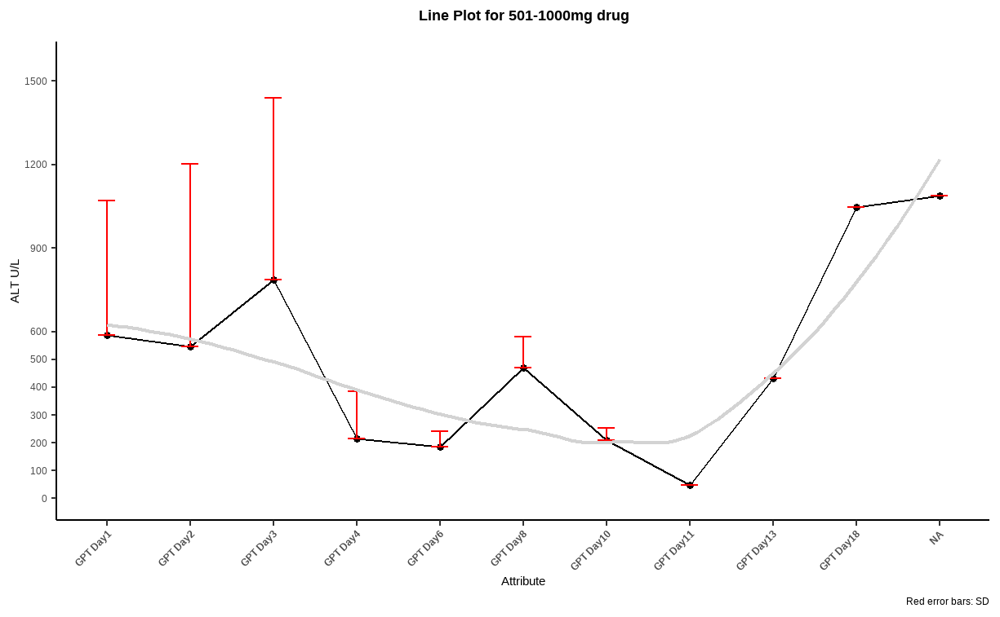 Line Plot for 501-1000mg drug
1500
1200
900
600
500
400
300
200
100
0
ALT U/L
GPT Day1
GPT Day2
GPT Day3
GPT Day4
GPT Day6
GPT Day8
GPT Day10
GPT Day11
GPT Day13
GPT Day18
NA
Attribute
Red error bars: SD